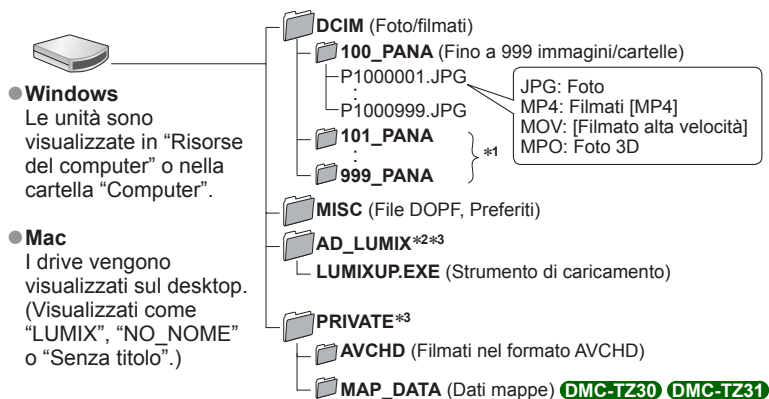 ●Windows
Le unità sono
visualizzate in “Risorse
del computer” o nella
cartella “Computer”.
●Mac
I drive vengono
visualizzati sul desktop.
(Visualizzati come
“LUMIX”, “NO_NOME”
o “Senza titolo”.)
DCIM (Foto/filmati)
100_PANA (Fino a 999 immagini/cartelle)
P1000001.JPG
:
P1000999.JPG
JPG: Foto
MP4: Filmati [MP4]
MOV: [Filmato alta velocità]
MPO: Foto 3D
101_PANA
:
999_PANA
*1
MISC (File DOPF, Preferiti)
AD_LUMIX*2*3
LUMIXUP.EXE (Strumento di caricamento)
PRIVATE*3
AVCHD (Filmati nel formato AVCHD)
MAP_DATA (Dati mappe) DMC-TZ30 DMC-TZ31